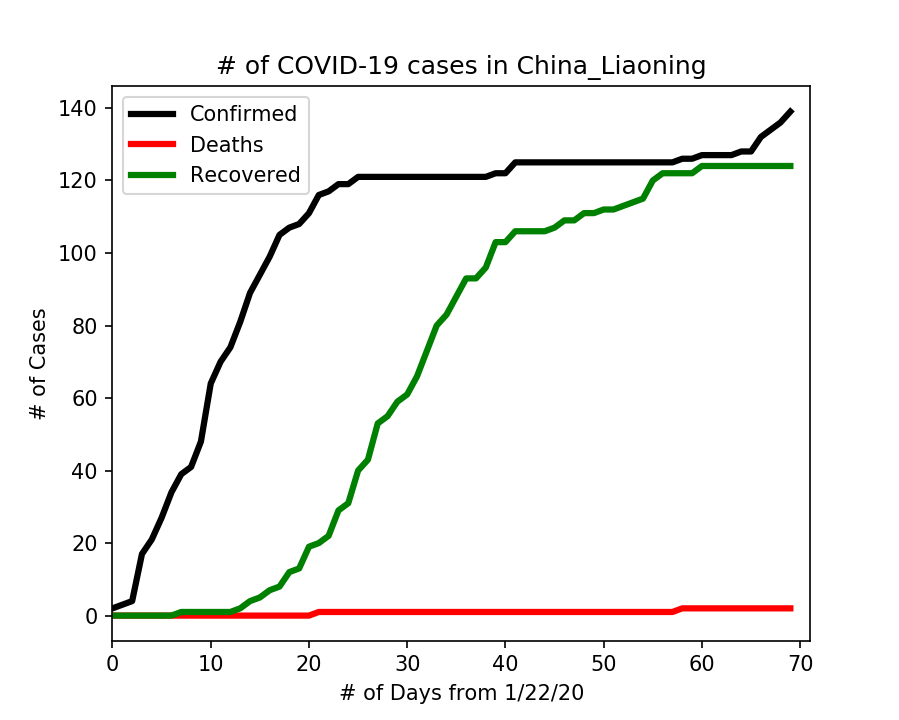 # of COVID-19 cases in China_Liaoning
Confirmed
Deaths
Recovered
140
120
100
80
60
40
20
0
# of Cases
0 10 20 30 40 50 60 70
# of Days from 1/22/20